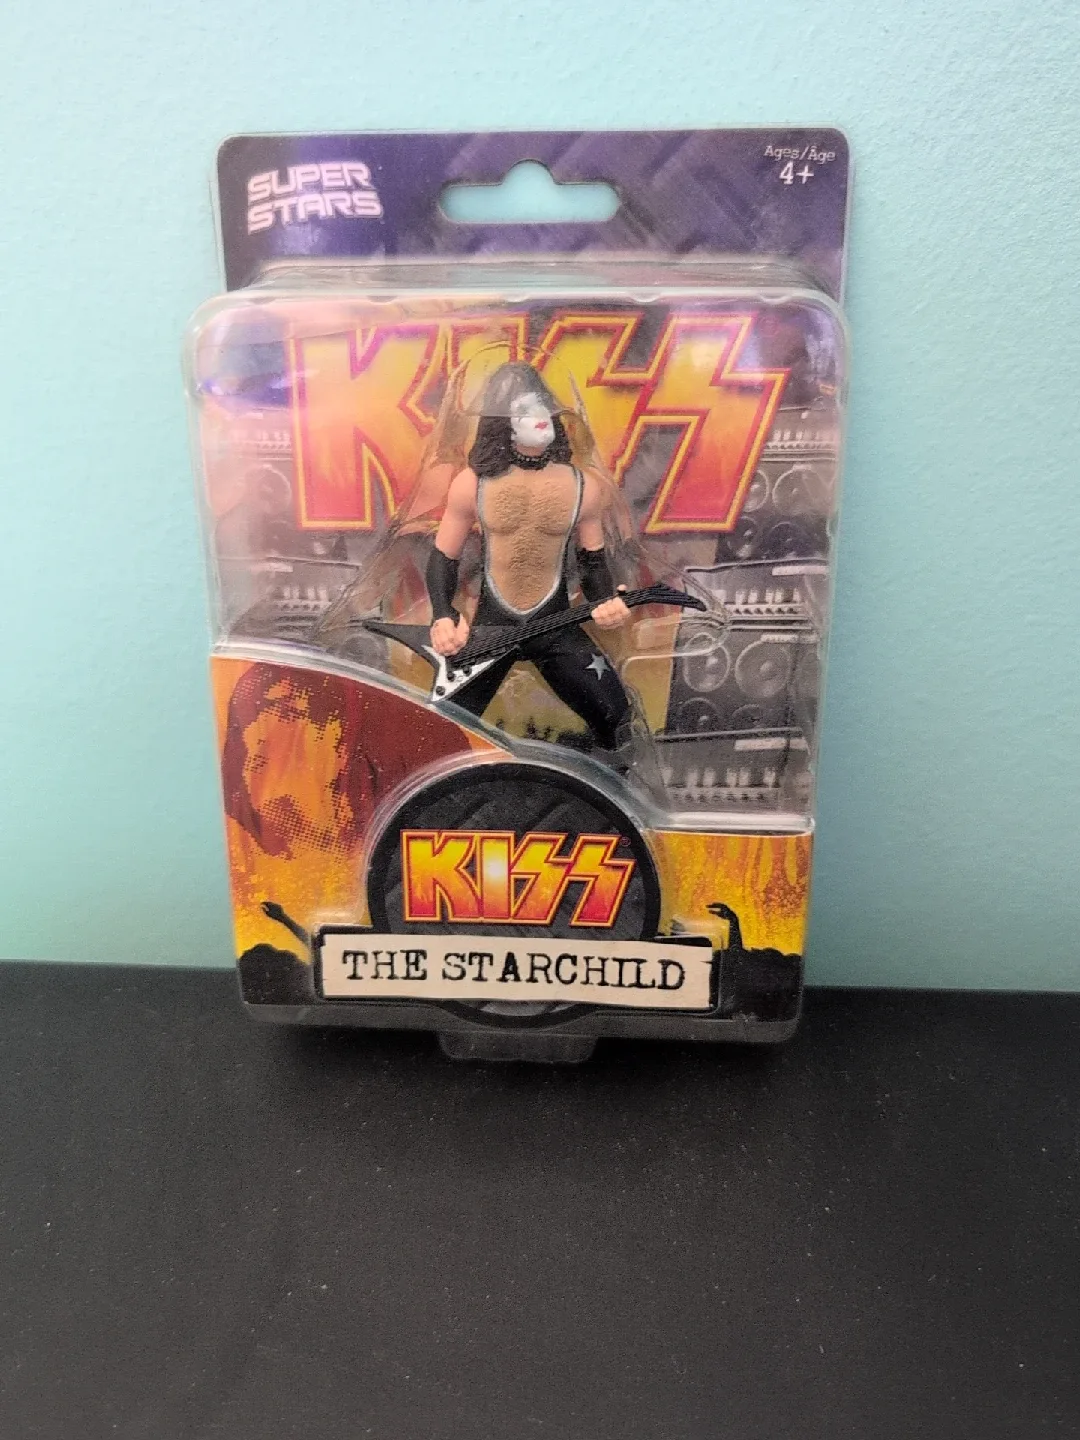 SUPER
STARS
Ages/Âge
4+
KISS
KISS®
THE STARCHILD